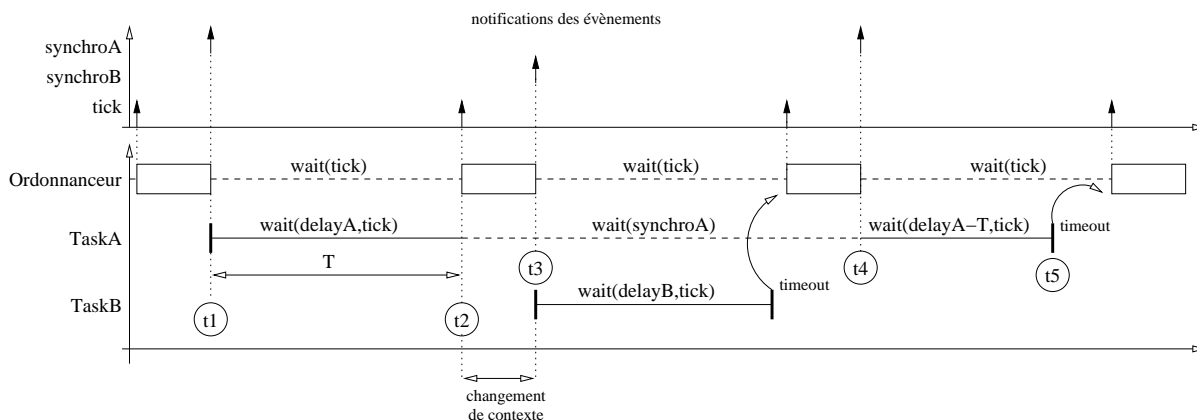 notifications des évènements
synchroA
synchroB
tick
Ordonnanceur
wait(tick)
wait(tick)
wait(tick)
TaskA
wait(delayA,tick)
wait(synchroA)
wait(delayA−T,tick)
timeout
T
t3
t4
t5
TaskB
wait(delayB,tick)
timeout
t1
t2
changement
de contexte